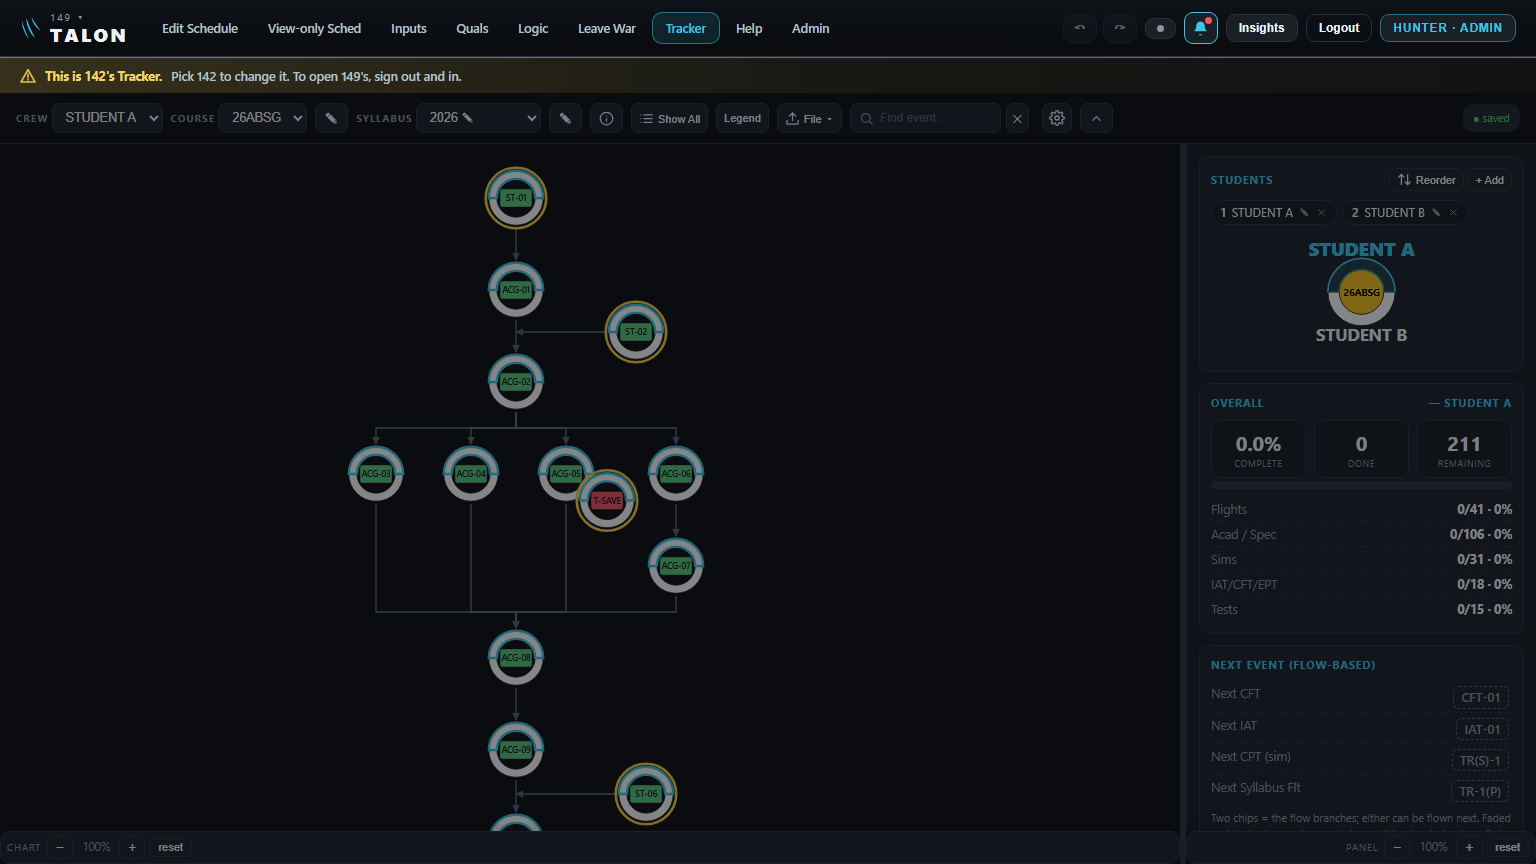 149
TALON
Edit Schedule
View-only Sched
Inputs
Quals
Logic
Leave War
Tracker
Help
Admin
Insights
Logout
HUNTER · ADMIN
This is 142's Tracker. Pick 142 to change it. To open 149's, sign out and in.
CREW
STUDENT A
COURSE
26ABSG
SYLLABUS
2026
Show All
Legend
File
Find event...
saved
ST-01
ACG-01
ST-02
ACG-02
ACG-03
ACG-04
ACG-05
ACG-06
T-SAVE
ACG-07
ACG-08
ACG-09
ST-06
STUDENTS
Reorder
+ Add
1 STUDENT A
2 STUDENT B
STUDENT A
26ABSG
STUDENT B
OVERALL
— STUDENT A
0.0%
COMPLETE
0
DONE
211
REMAINING
Flights 0/41 · 0%
Acad / Spec 0/106 · 0%
Sims 0/31 · 0%
IAT/CFT/EPT 0/18 · 0%
Tests 0/15 · 0%
NEXT EVENT (FLOW-BASED)
Next CFT CFT-01
Next IAT IAT-01
Next CPT (sim) TR(S)-1
Next Syllabus Flt TR-1(P)
Two chips = the flow branches; either can be flown next. Faded
CHART − 100% + reset
PANEL − 100% + reset